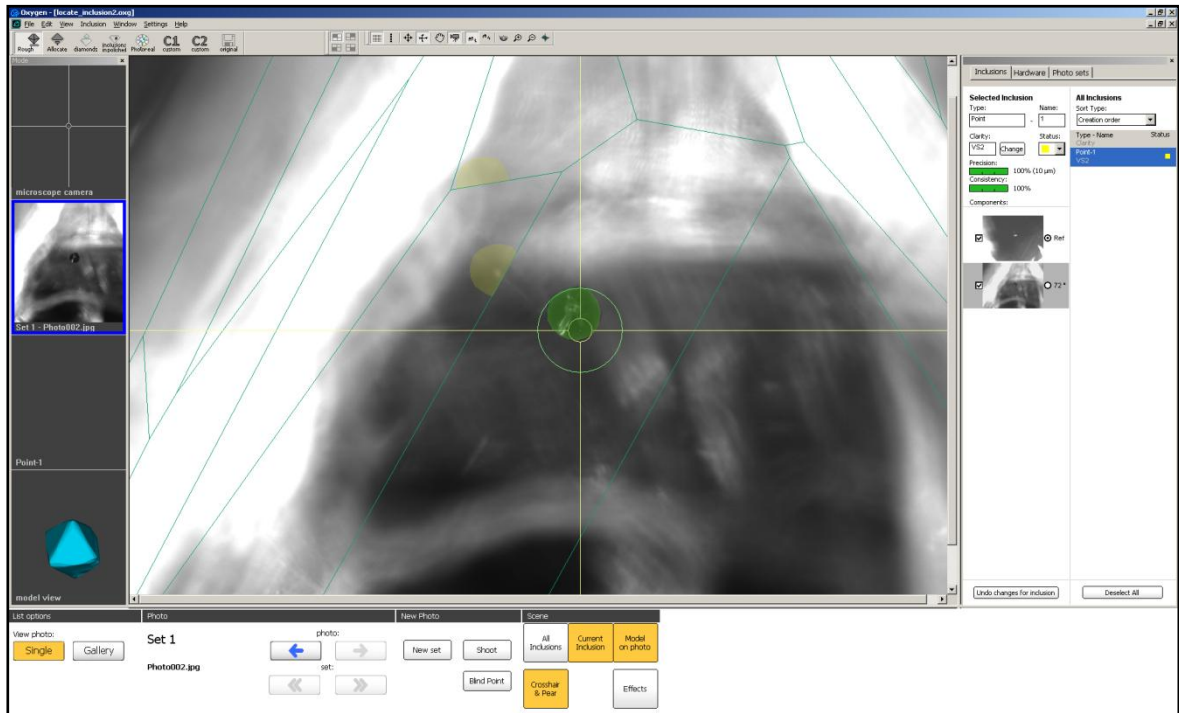 Oxygen - [locate_inclusion2.oxg]
File Edit View Inclusion Window Settings Help
Rough Allocate diamonds inclusions in polished Photoreal C1 custom C2 custom original
Mode
microscope camera
Set 1 - Photo002.jpg
Point-1
model view
Inclusions Hardware Photo sets
Selected Inclusion
Type: Name:
Point - 1
Clarity: Status:
VS2 Change
Precision:
100% (10 µm)
Consistency:
100%
Components:
Ref
72°
All Inclusions
Sort Type:
Creation order
Type - Name Status
Clarity
Point-1
VS2
Undo changes for inclusion
Deselect All
List options
View photo:
Single Gallery
Photo
Set 1
Photo002.jpg
photo:
set:
New Photo
New set Shoot
Blind Point
Scene
All Inclusions
Current Inclusion
Model on photo
Crosshair & Pear
Effects